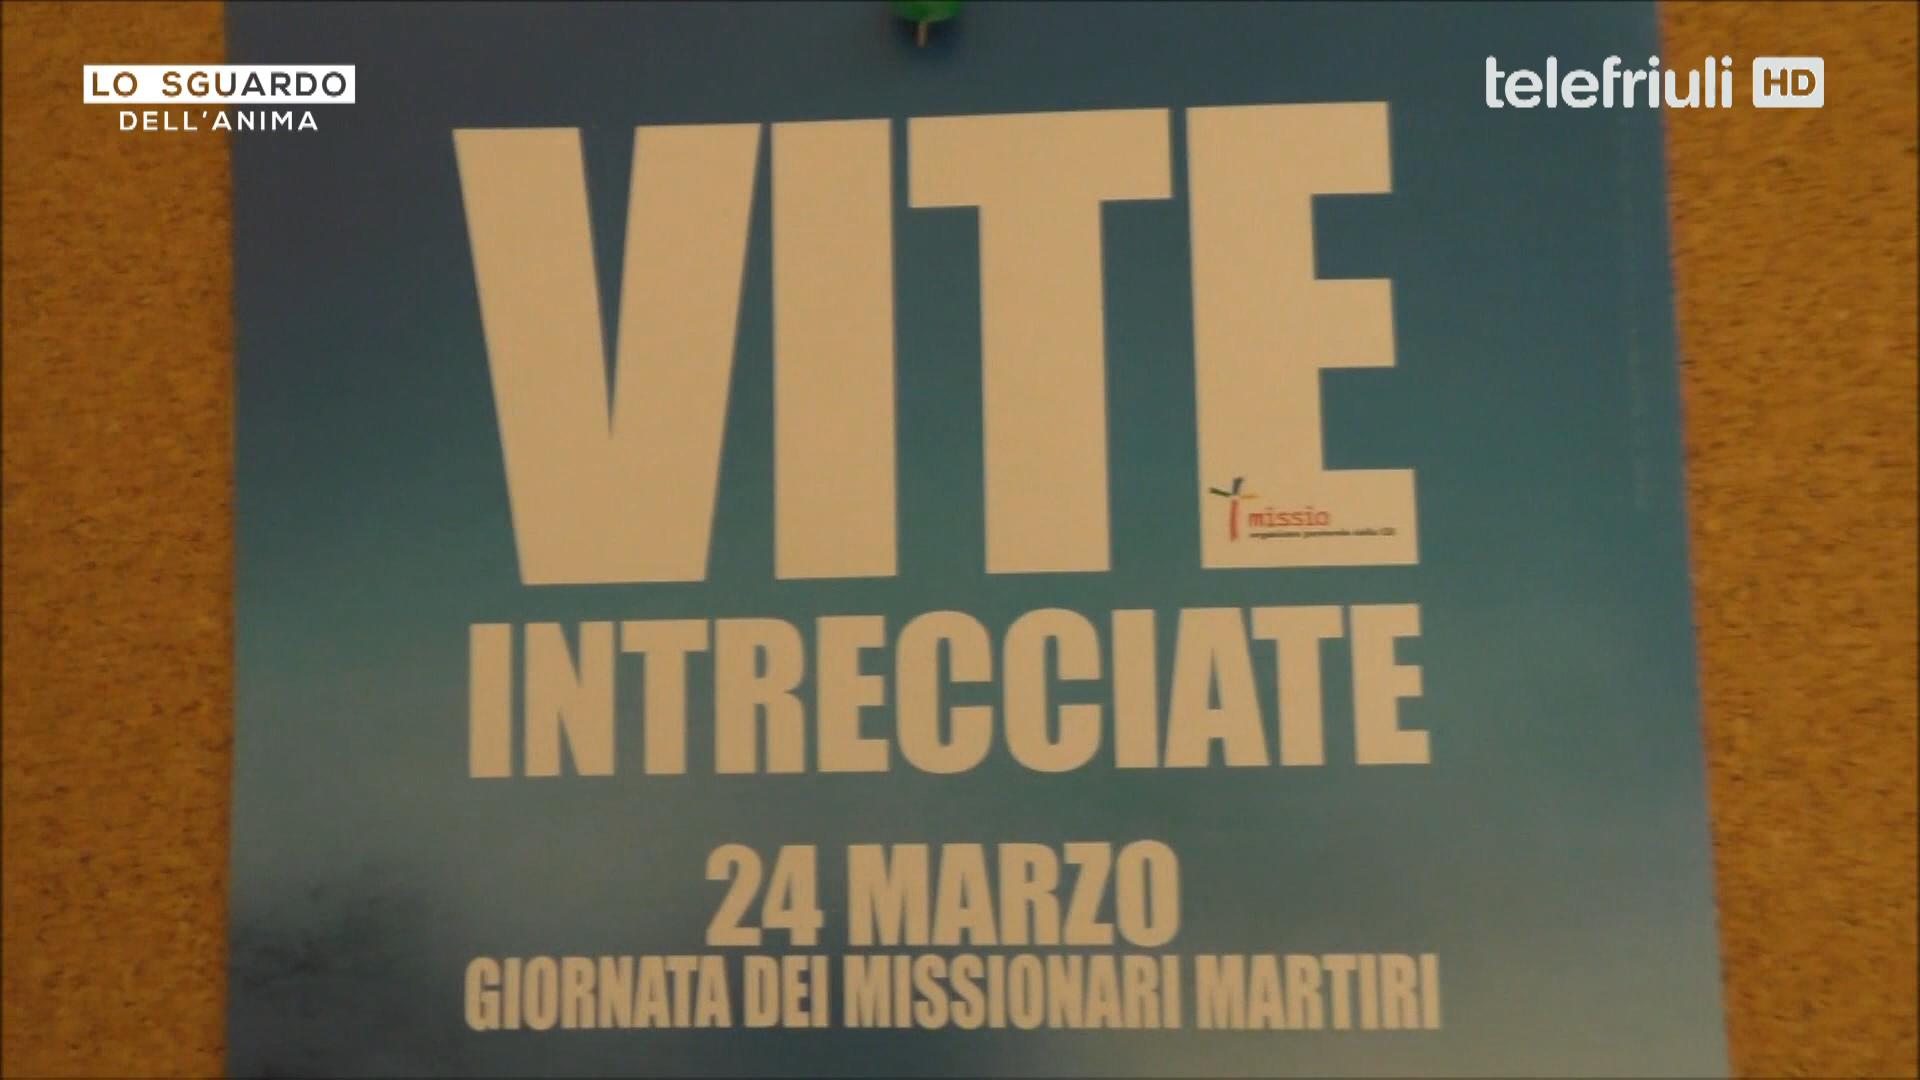 LO SGUARDO
DELL'ANIMA
telefriuli HD
VITE
missio
INTRECCIATE
24 MARZO
GIORNATA DEI MISSIONARI MARTIRI